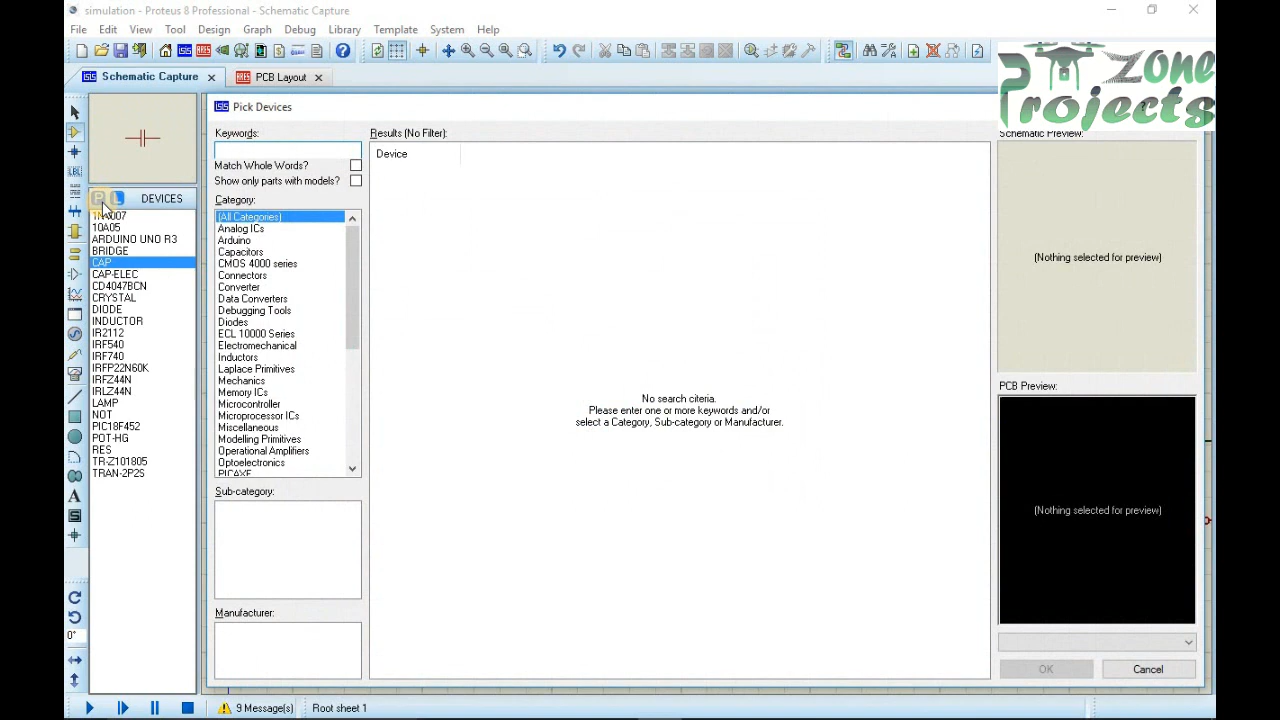 simulation - Proteus 8 Professional - Schematic Capture
File Edit View Tool Design Graph Debug Library Template System Help
Schematic Capture
PCB Layout
Projects Zone
Pick Devices
P L DEVICES
10A05
ARDUINO UNO R3
BRIDGE
CAP
CAP-ELEC
CD4047BCN
CRYSTAL
DIODE
INDUCTOR
IR2112
IRF540
IRF740
IRFP22N60K
IRFZ44N
IRLZ44N
LAMP
NOT
PIC18F452
POT-HG
RES
TR-Z101805
TRAN-2P2S
0°
Keywords:
Match Whole Words?
Show only parts with models?
Category:
(All Categories)
Analog ICs
Arduino
Capacitors
CMOS 4000 series
Connectors
Converter
Data Converters
Debugging Tools
Diodes
ECL 10000 Series
Electromechanical
Inductors
Laplace Primitives
Mechanics
Memory ICs
Microcontroller
Microprocessor ICs
Miscellaneous
Modelling Primitives
Operational Amplifiers
Optoelectronics
PICAXE
Sub-category:
Manufacturer:
Results (No Filter):
Device
No search citeria.
Please enter one or more keywords and/or
select a Category, Sub-category or Manufacturer.
Schematic Preview:
(Nothing selected for preview)
PCB Preview:
(Nothing selected for preview)
OK
Cancel
9 Message(s)
Root sheet 1